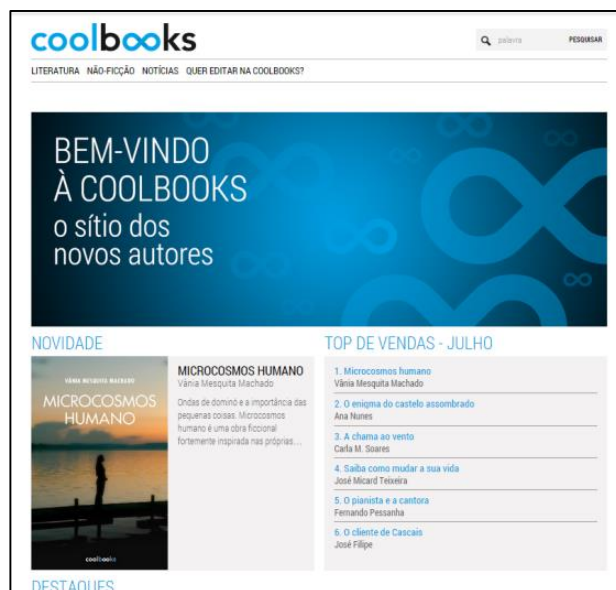 coolbooks
palavra PESQUISAR
LITERATURA NÃO-FICÇÃO NOTÍCIAS QUER EDITAR NA COOLBOOKS?
BEM-VINDO
À COOLBOOKS
o sítio dos
novos autores
NOVIDADE
VÂNIA MESQUITA MACHADO
MICROCOSMOS
HUMANO
coolbooks
MICROCOSMOS HUMANO
Vânia Mesquita Machado
Ondas de dominó e a importância das
pequenas coisas. Microcosmos
humano é uma obra ficcional
fortemente inspirada nas próprias...
TOP DE VENDAS - JULHO
1. Microcosmos humano
Vânia Mesquita Machado
2. O enigma do castelo assombrado
Ana Nunes
3. A chama ao vento
Carla M. Soares
4. Saiba como mudar a sua vida
José Micard Teixeira
5. O pianista e a cantora
Fernando Pessanha
6. O cliente de Cascais
José Filipe
DESTAQUES